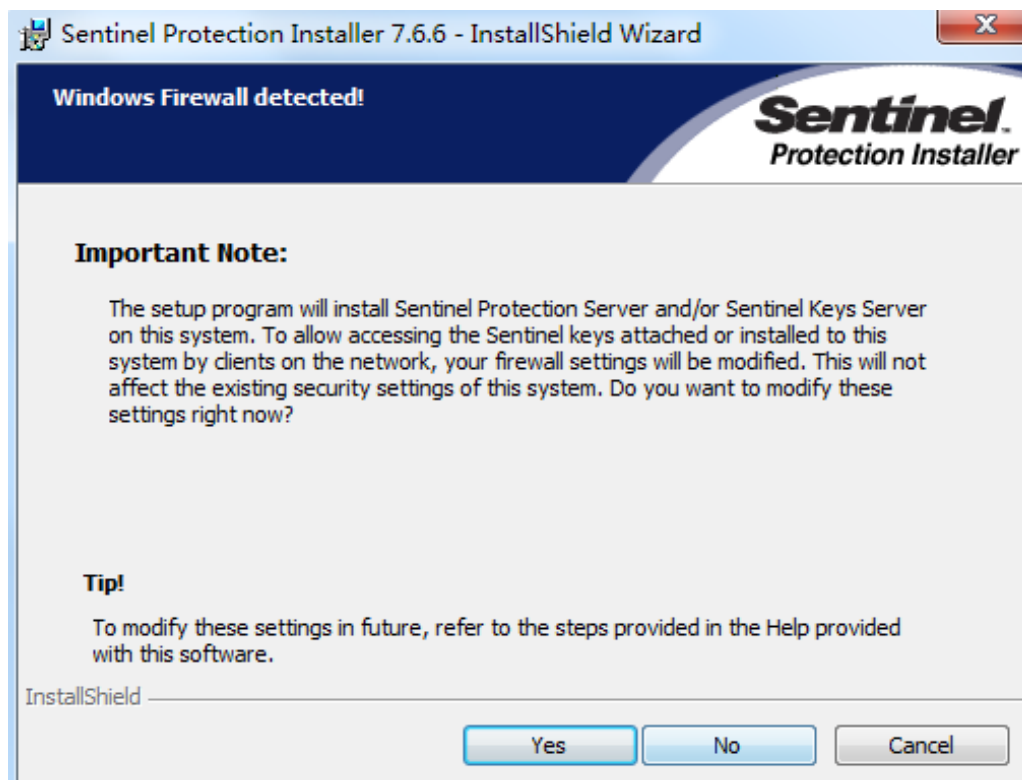 Sentinel Protection Installer 7.6.6 - InstallShield Wizard
Windows Firewall detected!
Sentinel.
Protection Installer
Important Note:
The setup program will install Sentinel Protection Server and/or Sentinel Keys Server
on this system. To allow accessing the Sentinel keys attached or installed to this
system by clients on the network, your firewall settings will be modified. This will not
affect the existing security settings of this system. Do you want to modify these
settings right now?
Tip!
To modify these settings in future, refer to the steps provided in the Help provided
with this software.
InstallShield
Yes
No
Cancel